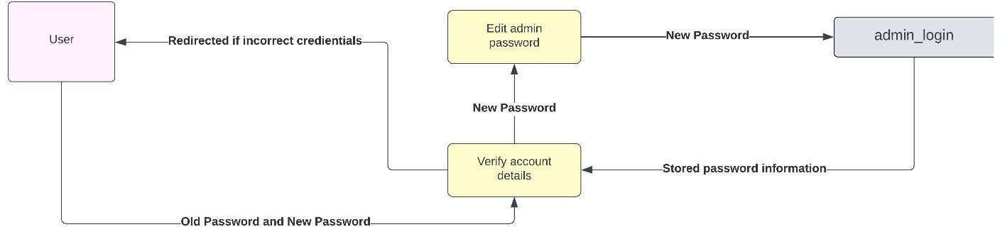 User
Redirected if incorrect credientials
Edit admin
password
New Password
admin_login
New Password
Verify account
details
Stored password information
Old Password and New Password